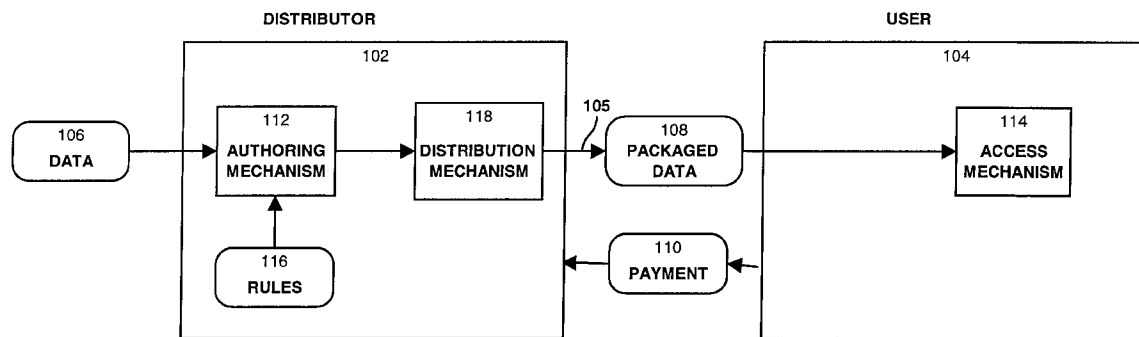 DISTRIBUTOR
USER
102
104
105
106
DATA
112
AUTHORING
MECHANISM
118
DISTRIBUTION
MECHANISM
108
PACKAGED
DATA
114
ACCESS
MECHANISM
116
RULES
110
PAYMENT